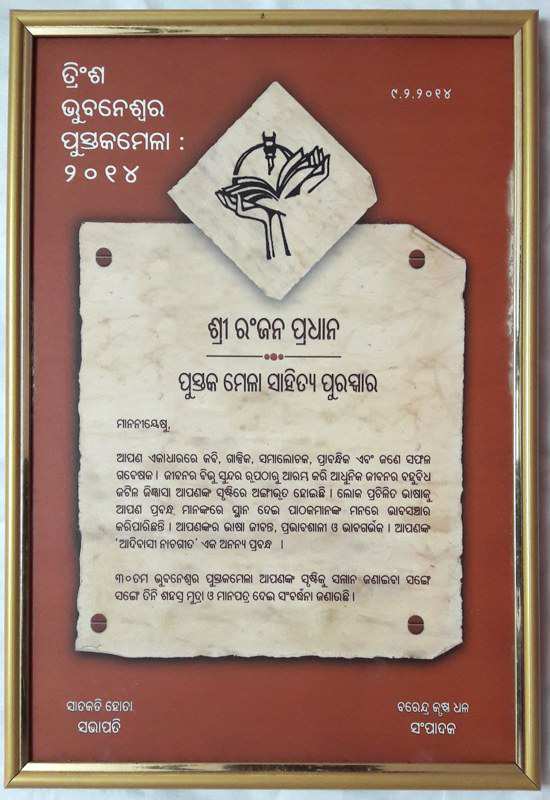 ତ୍ରିଂଶ
ଭୁବନେଶ୍ୱର
ପୁସ୍ତକମେଳା :
୨୦୧୪
୯.୨.୨୦୧୪
ଶ୍ରୀ ରଂଜନ ପ୍ରଧାନ
ପୁସ୍ତକ ମେଳା ସାହିତ୍ୟ ପୁରସ୍କାର
ମାନନୀୟେଷୁ,
ଆପଣ ଏକାଧାରରେ କବି, ଗାଳ୍ପିକ, ସମାଲୋଚକ, ପ୍ରାବନ୍ଧିକ ଏବଂ ଜଣେ ସଫଳ
ଗବେଷକ । ଜୀବନର ବିଭୁ ସୁନ୍ଦର ରୂପଠାରୁ ଆରମ୍ଭ କରି ଆଧୁନିକ ଜୀବନର ବହୁବିଧ
ଜଟିଳ ଜିଜ୍ଞାସା ଆପଣଙ୍କ ସୃଷ୍ଟିରେ ଅଙ୍ଗୀଭୂତ ହୋଇଛି । ଲୋକ ପ୍ରଚଳିତ ଭାଷାକୁ
ଆପଣ ପ୍ରବନ୍ଧ ମାନଙ୍କରେ ସ୍ଥାନ ଦେଇ ପାଠକମାନଙ୍କ ମନରେ ଭାବସଞ୍ଚାର
କରିପାରିଛନ୍ତି । ଆପଣଙ୍କର ଭାଷା ଜୀବନ୍ତ, ପ୍ରଭାବଶାଳୀ ଓ ଭାବଗର୍ଭକ । ଆପଣଙ୍କ
'ଆଦିବାସୀ ନାଚଗୀତ' ଏକ ଅନନ୍ୟ ପ୍ରବନ୍ଧ ।
୩୦ତମ ଭୁବନେଶ୍ୱର ପୁସ୍ତକମେଳା ଆପଣଙ୍କ ସୃଷ୍ଟିକୁ ସଲାମ ଜଣାଇବା ସଙ୍ଗେ
ସଙ୍ଗେ ତିନି ଶହସ୍ର ମୁଦ୍ରା ଓ ମାନପତ୍ର ଦେଇ ସଂବର୍ଦ୍ଧନା ଜଣାଉଛି ।
ସାତକଡି ହୋତା
ସଭାପତି
ବରେନ୍ଦ୍ର କୃଷ୍ଣ ଧଳ
ସଂପାଦକ